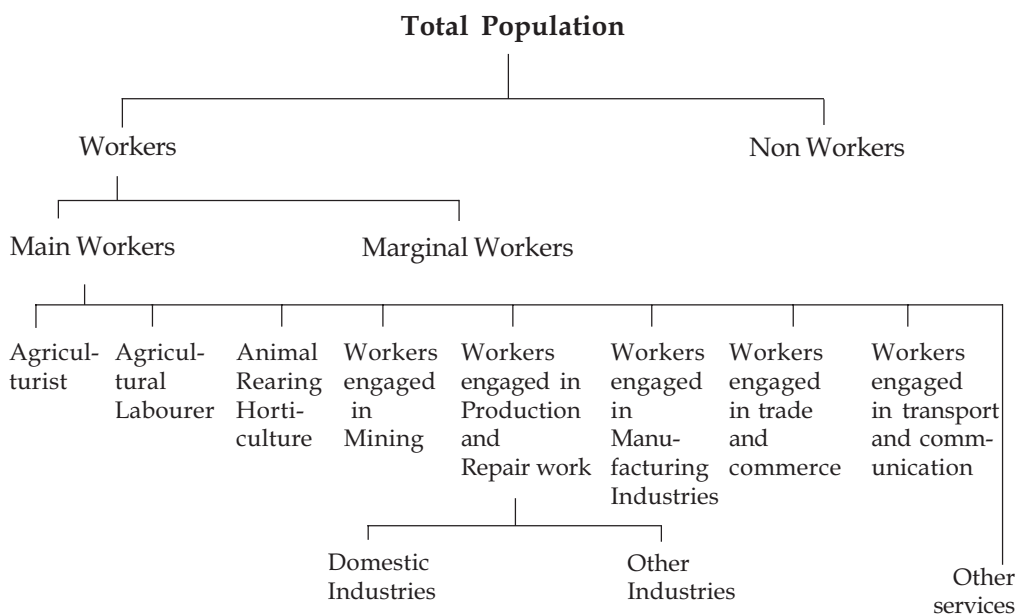 Total Population
Workers
Non Workers
Main Workers
Marginal Workers
Agricul-
turist
Agricul-
tural
Labourer
Animal
Rearing
Horti-
culture
Workers
engaged
in
Mining
Workers
engaged in
Production
and
Repair work
Workers
engaged
in
Manu-
facturing
Industries
Workers
engaged
in trade
and
commerce
Workers
engaged
in transport
and comm-
unication
Domestic
Industries
Other
Industries
Other
services